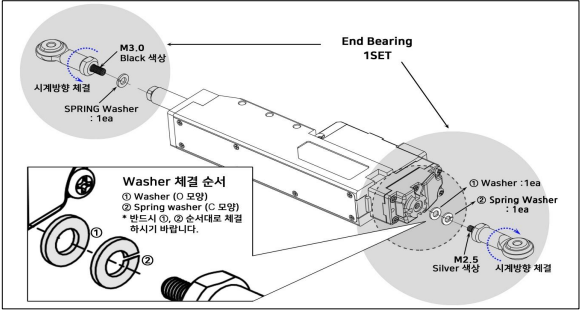 M3.0
Black 색상
시계방향 체결
SPRING Washer
: 1ea
End Bearing
1SET
Washer 체결 순서
① Washer (O 모양)
② Spring washer (C 모양)
* 반드시 ①, ② 순서대로 체결
하시기 바랍니다.
①
②
① Washer :1ea
② Spring Washer
: 1ea
M2.5
Silver 색상
시계방향 체결